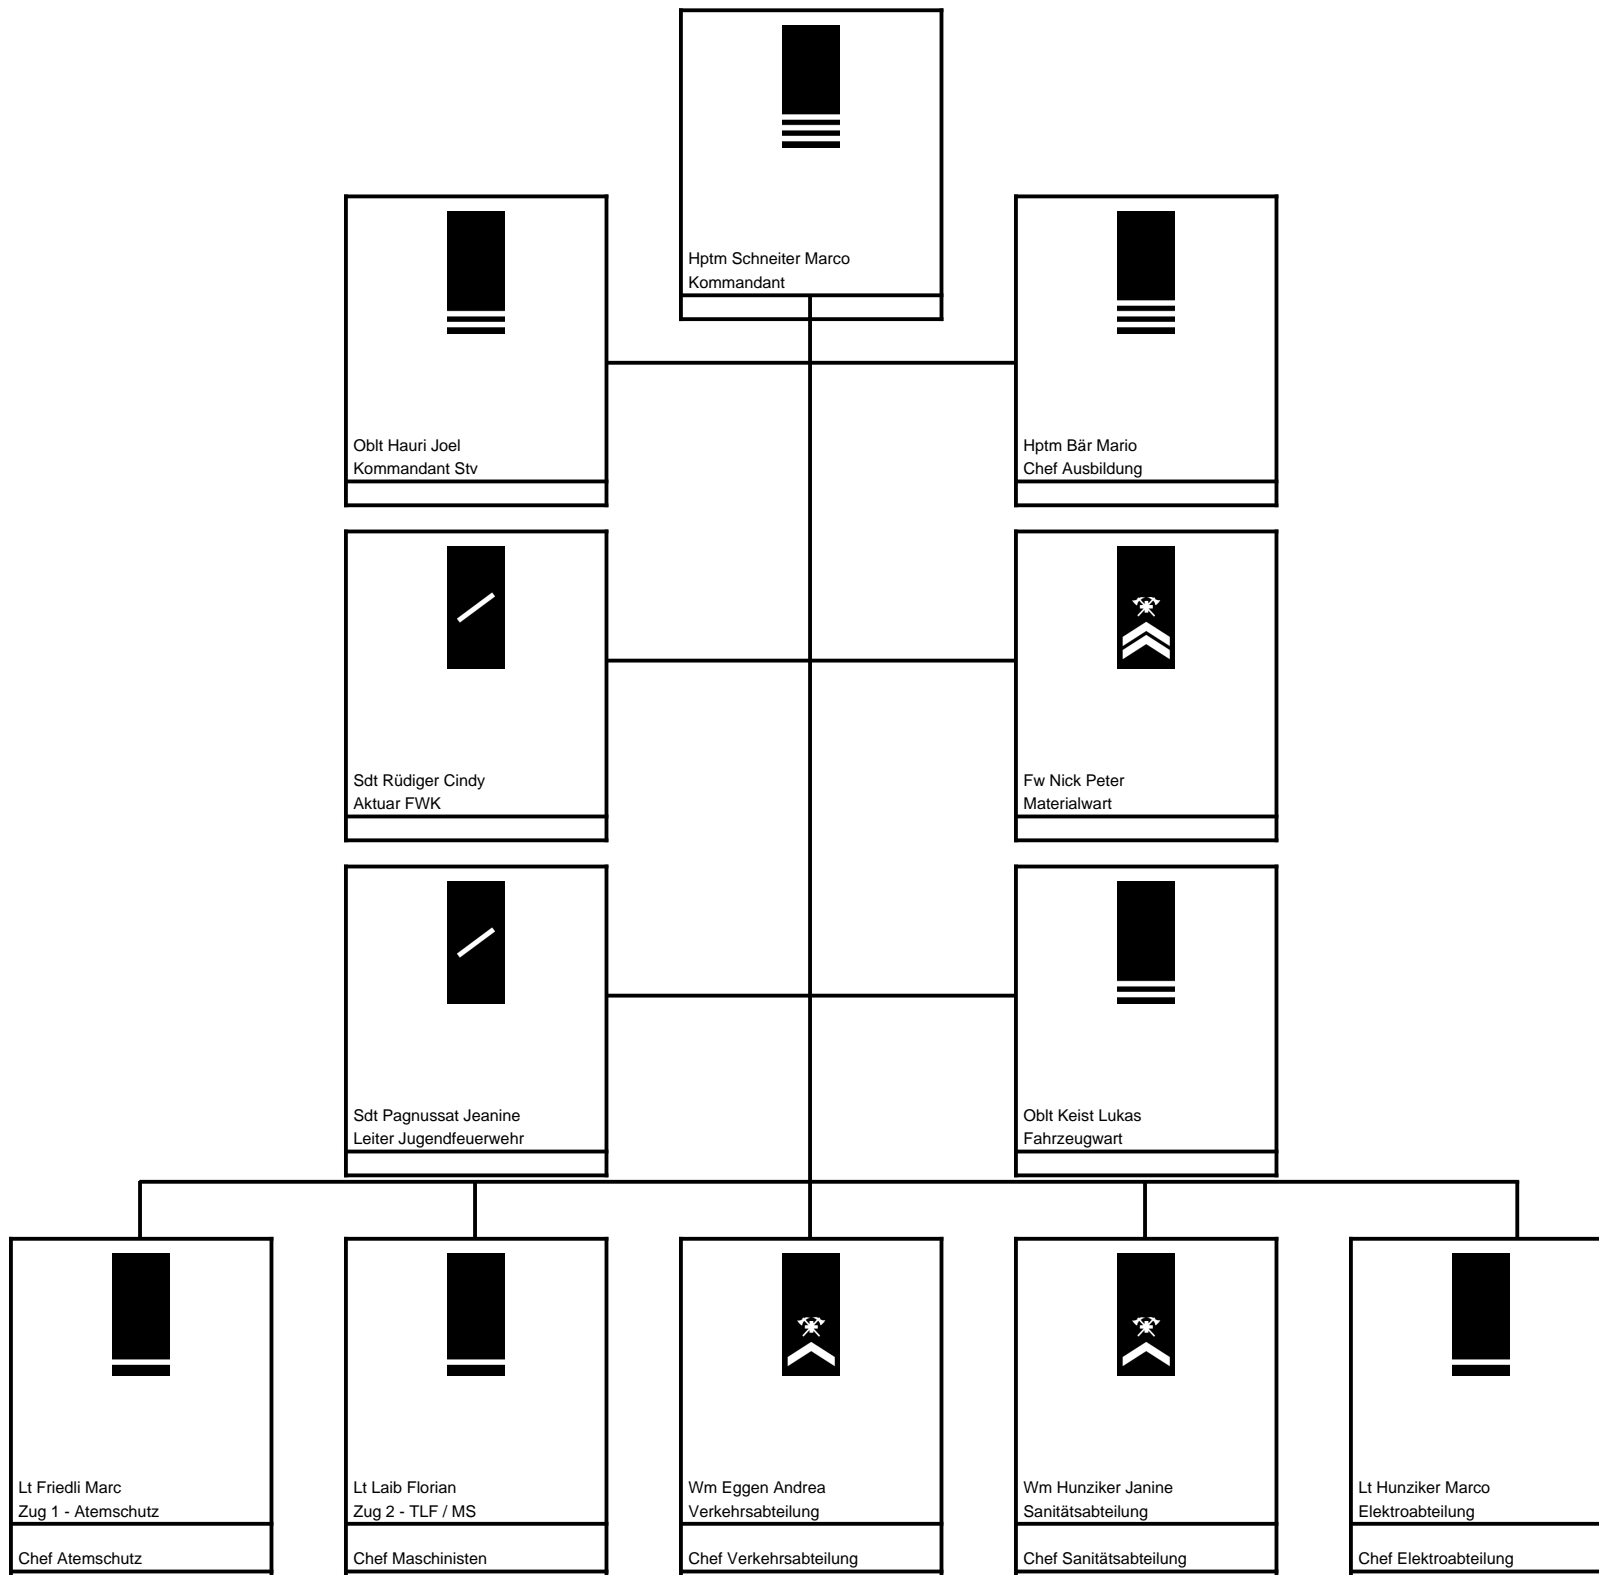 Hptm Schneiter Marco
Kommandant
Oblt Hauri Joel
Kommandant Stv
Hptm Bär Mario
Chef Ausbildung
Sdt Rüdiger Cindy
Aktuar FWK
Fw Nick Peter
Materialwart
Sdt Pagnussat Jeanine
Leiter Jugendfeuerwehr
Oblt Keist Lukas
Fahrzeugwart
Lt Friedli Marc
Zug 1 - Atemschutz
Chef Atemschutz
Lt Laib Florian
Zug 2 - TLF / MS
Chef Maschinisten
Wm Eggen Andrea
Verkehrsabteilung
Chef Verkehrsabteilung
Wm Hunziker Janine
Sanitätsabteilung
Chef Sanitätsabteilung
Lt Hunziker Marco
Elektroabteilung
Chef Elektroabteilung